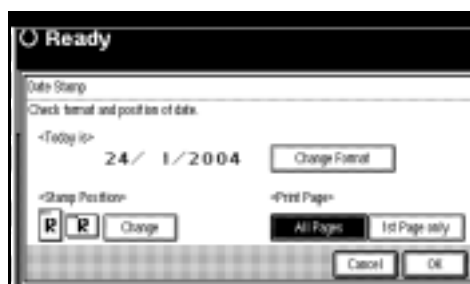 Ready
Date Stamp
Check format and position of date.
<Today is>
24/ 1/2004 Change Format
<Stamp Position> <Print Page>
R R Change All Pages 1st Page only
Cancel OK